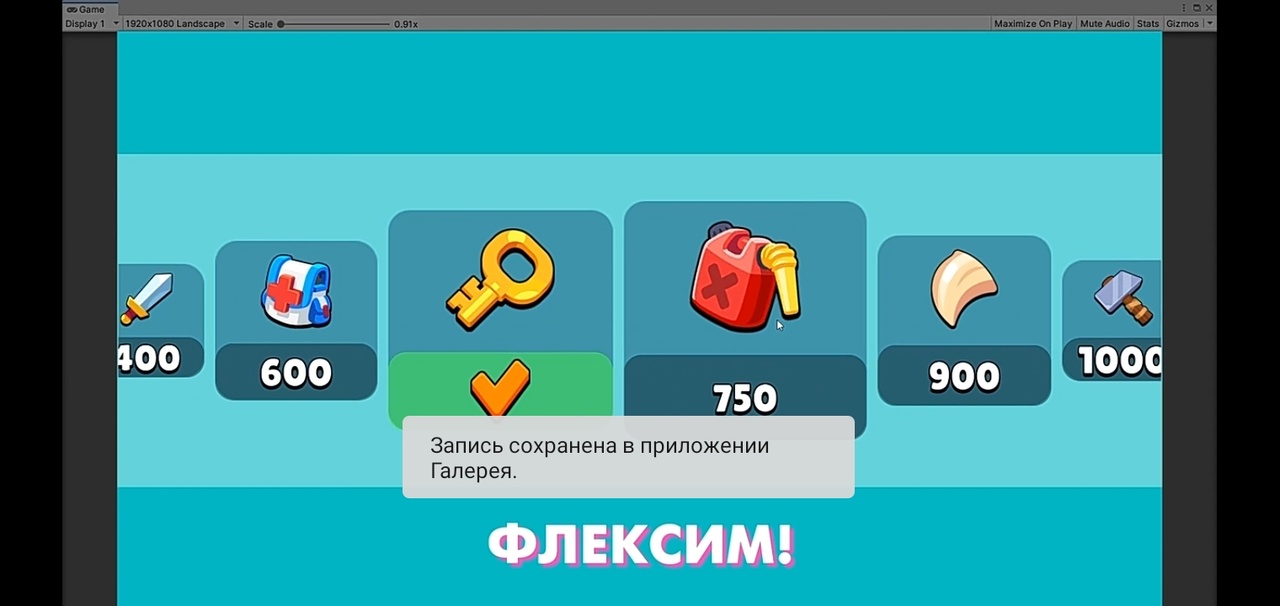 Game
Display 1 1920x1080 Landscape Scale 0.91x Maximize On Play Mute Audio Stats Gizmos
400 600 750 900 1000
Запись сохранена в приложении
Галерея.
ФЛЕКСИМ!